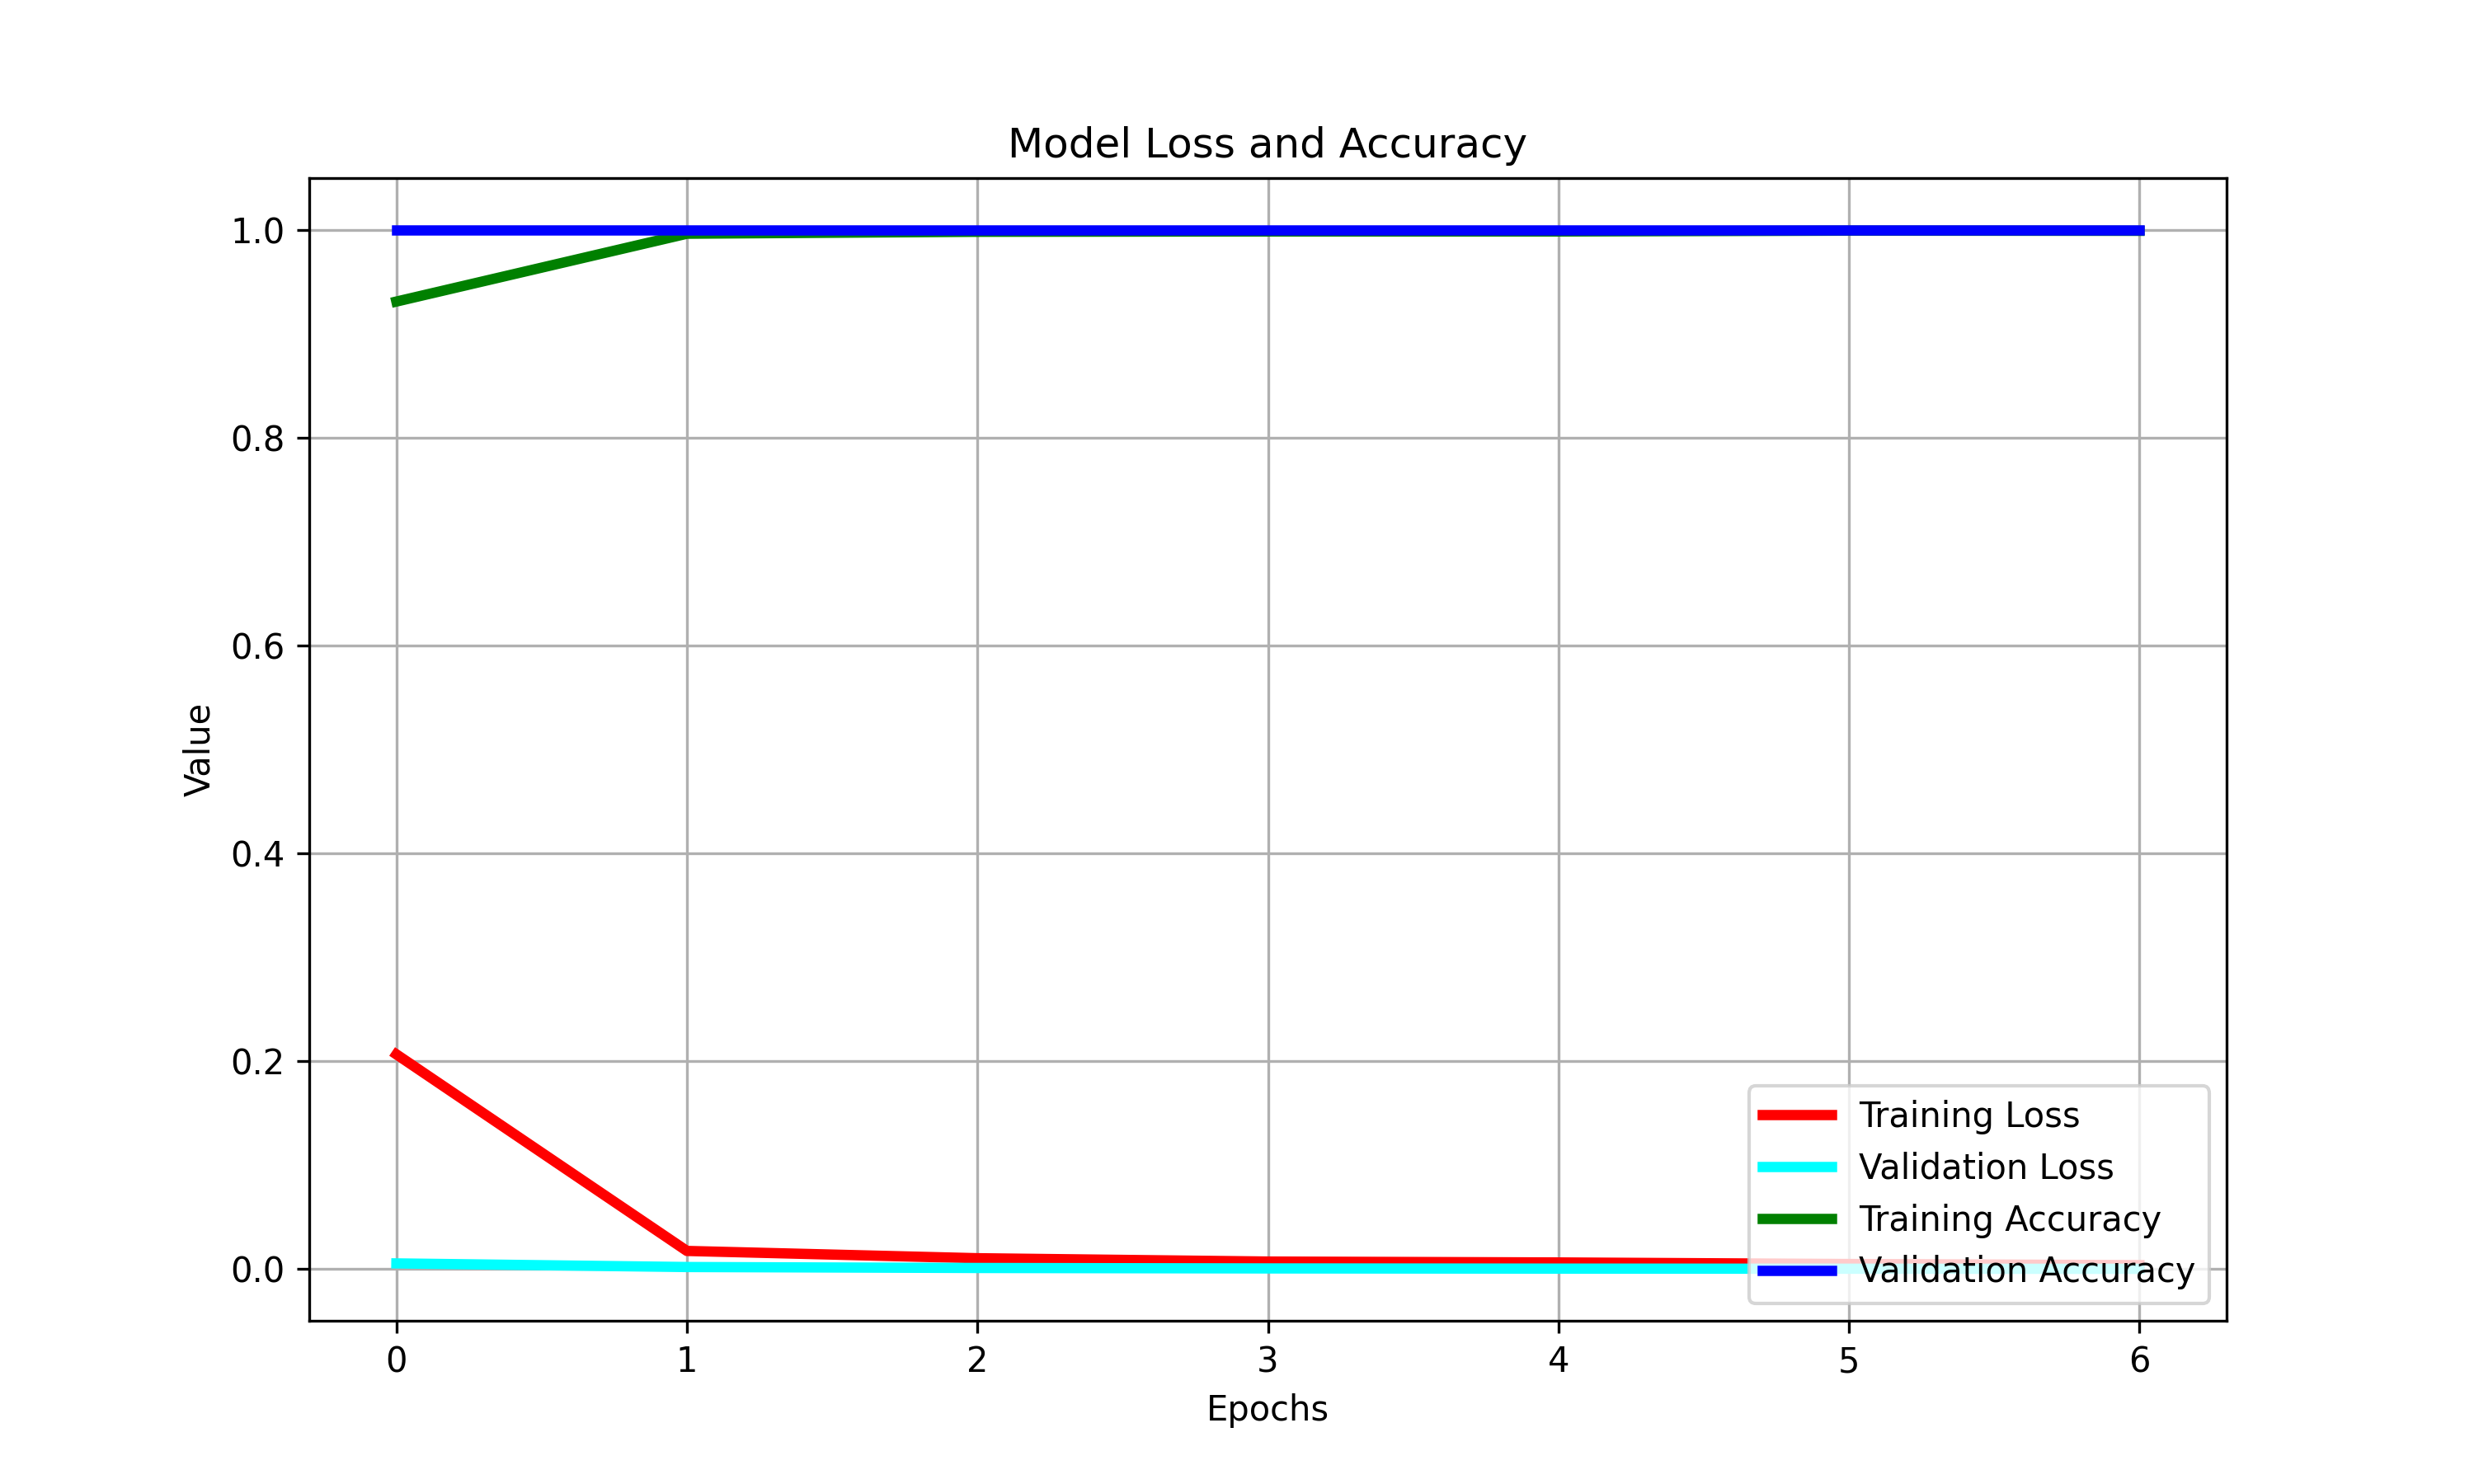 Model Loss and Accuracy
1.0
0.8
0.6
0.4
0.2
0.0
Value
Training Loss
Validation Loss
Training Accuracy
Validation Accuracy
0 1 2 3 4 5 6
Epochs